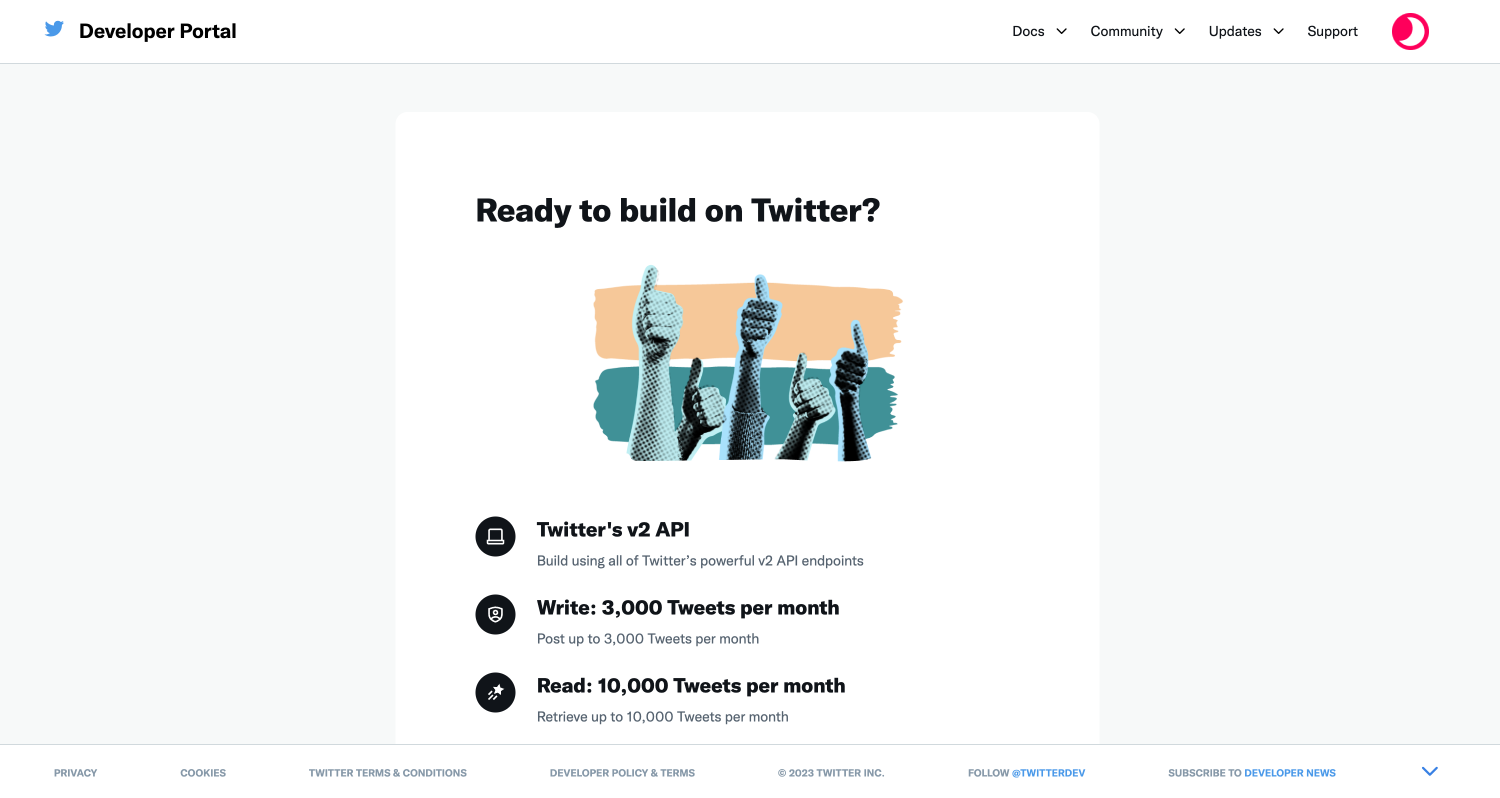 Developer Portal
Docs
Community
Updates
Support
Ready to build on Twitter?
Twitter's v2 API
Build using all of Twitter’s powerful v2 API endpoints
Write: 3,000 Tweets per month
Post up to 3,000 Tweets per month
Read: 10,000 Tweets per month
Retrieve up to 10,000 Tweets per month
PRIVACY
COOKIES
TWITTER TERMS & CONDITIONS
DEVELOPER POLICY & TERMS
© 2023 TWITTER INC.
FOLLOW @TWITTERDEV
SUBSCRIBE TO DEVELOPER NEWS